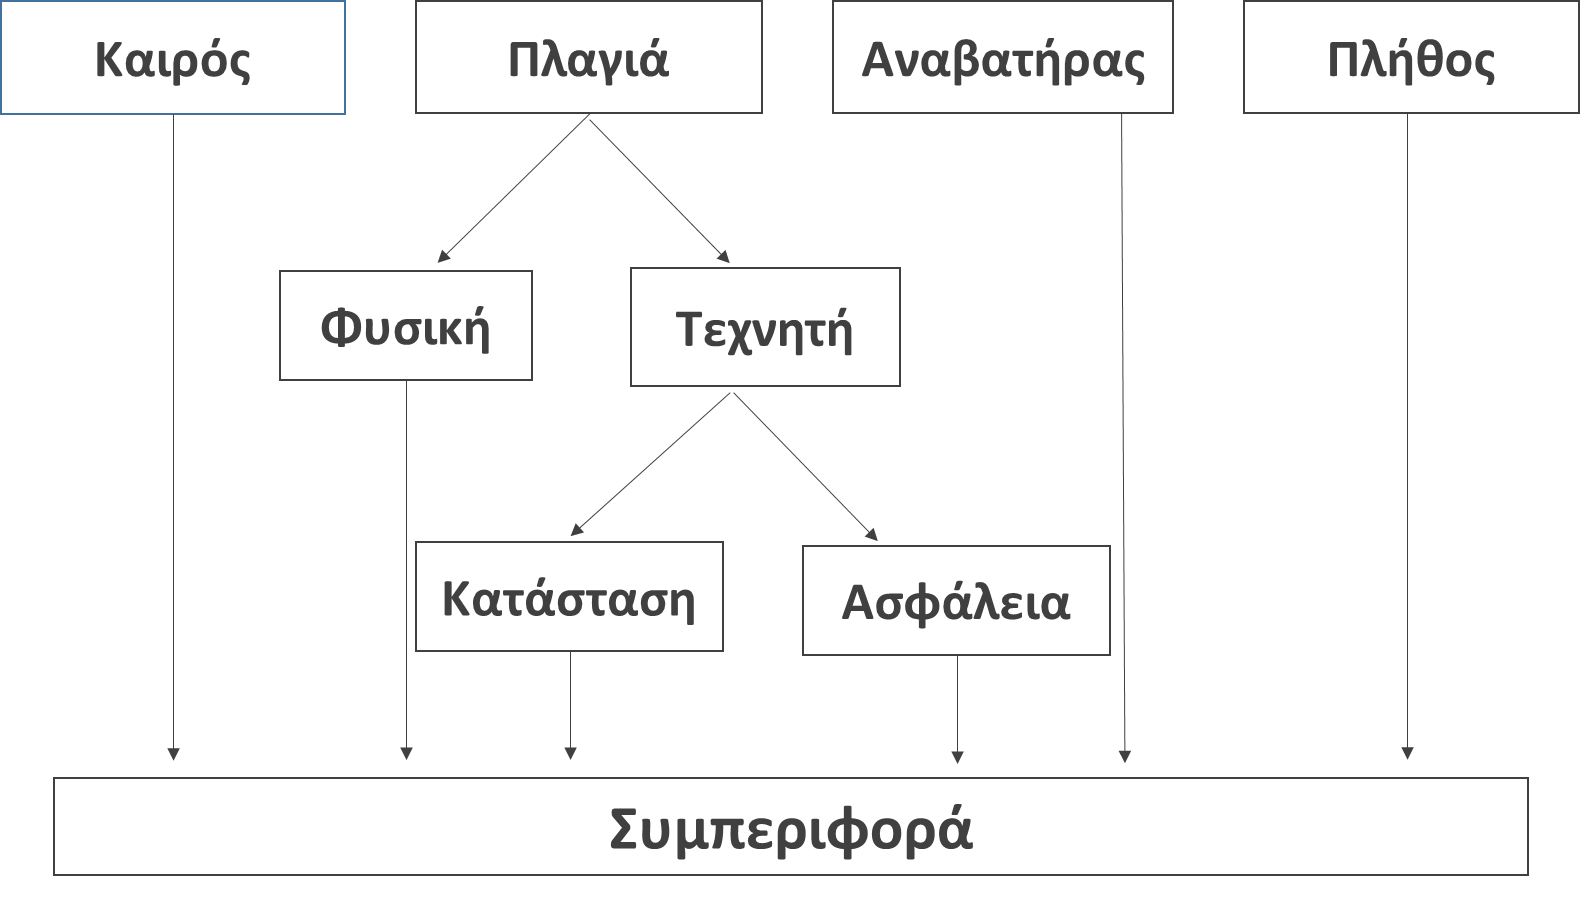 Καιρός
Πλαγιά
Αναβατήρας
Πλήθος
Φυσική
Τεχνητή
Κατάσταση
Ασφάλεια
Συμπεριφορά